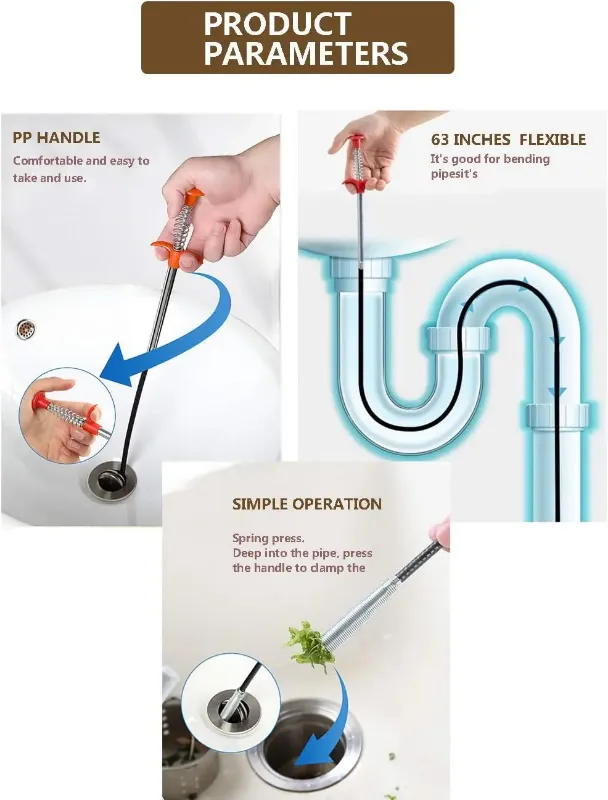 PRODUCT
PARAMETERS
PP HANDLE
Comfortable and easy to
take and use.
63 INCHES FLEXIBLE
It's good for bending
pipesit's
SIMPLE OPERATION
Spring press.
Deep into the pipe, press
the handle to clamp the